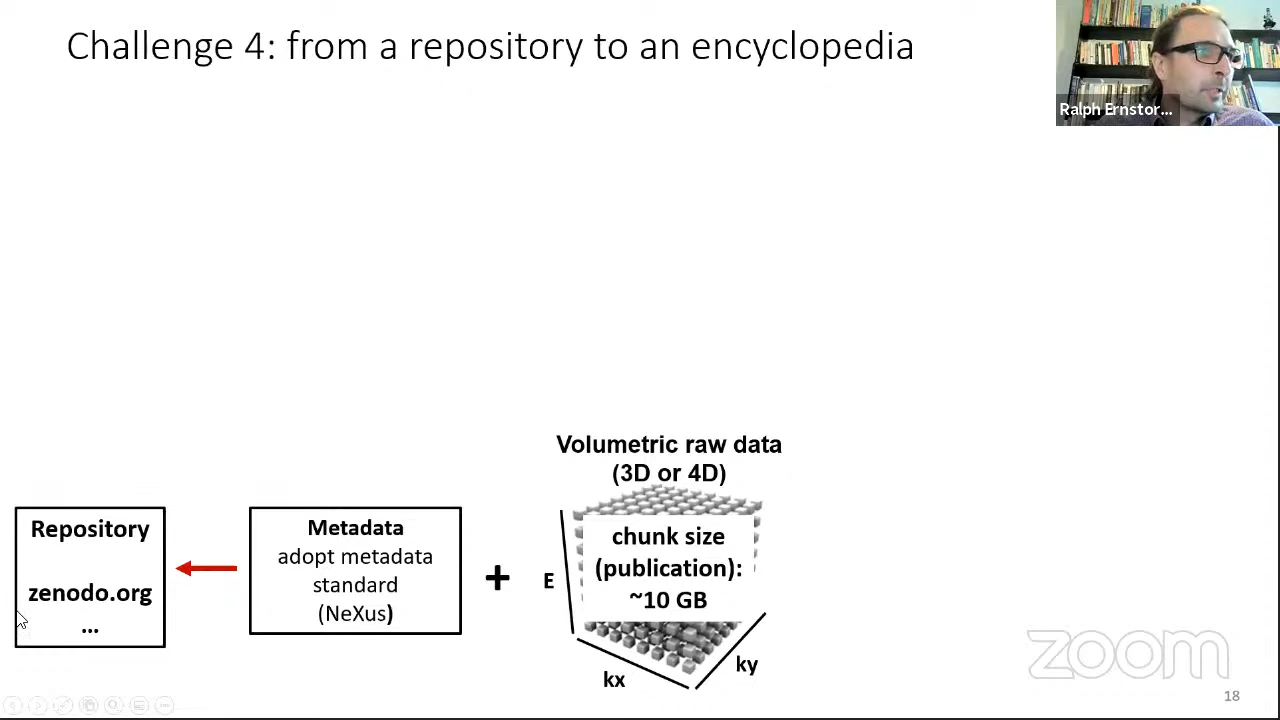 Challenge 4: from a repository to an encyclopedia
Ralph Ernstor...
Volumetric raw data
(3D or 4D)
Repository
zenodo.org
...
Metadata
adopt metadata
standard
(NeXus)
+
E
chunk size
(publication):
~10 GB
kx
ky
zoom
18